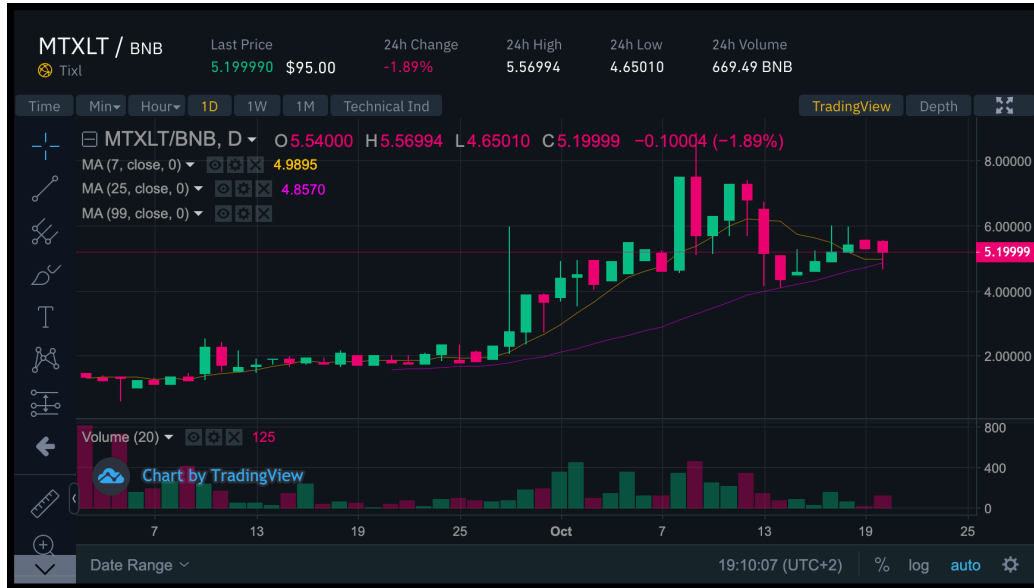 MTXLT / BNB Last Price 24h Change 24h High 24h Low 24h Volume
Tixl 5.199990 $95.00 -1.89% 5.56994 4.65010 669.49 BNB
Time Min Hour 1D 1W 1M Technical Ind TradingView Depth
MTXLT/BNB, D O5.54000 H5.56994 L4.65010 C5.19999 −0.10004 (−1.89%)
MA (7, close, 0) 4.9895
MA (25, close, 0) 4.8570
MA (99, close, 0)
8.00000
6.00000
5.19999
4.00000
2.00000
Volume (20) 125
800
Chart by TradingView
400
0
7 13 19 25 Oct 7 13 19 25
Date Range 19:10:07 (UTC+2) % log auto